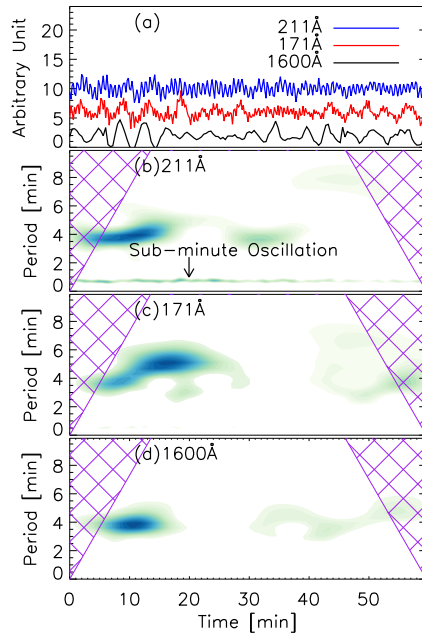 (a)
211Å
171Å
1600Å
Arbitrary Unit
20
15
10
5
0
(b)211Å
Sub-minute Oscillation
Period [min]
8
6
4
2
0
(c)171Å
Period [min]
8
6
4
2
0
(d)1600Å
Period [min]
8
6
4
2
0
0 10 20 30 40 50
Time [min]